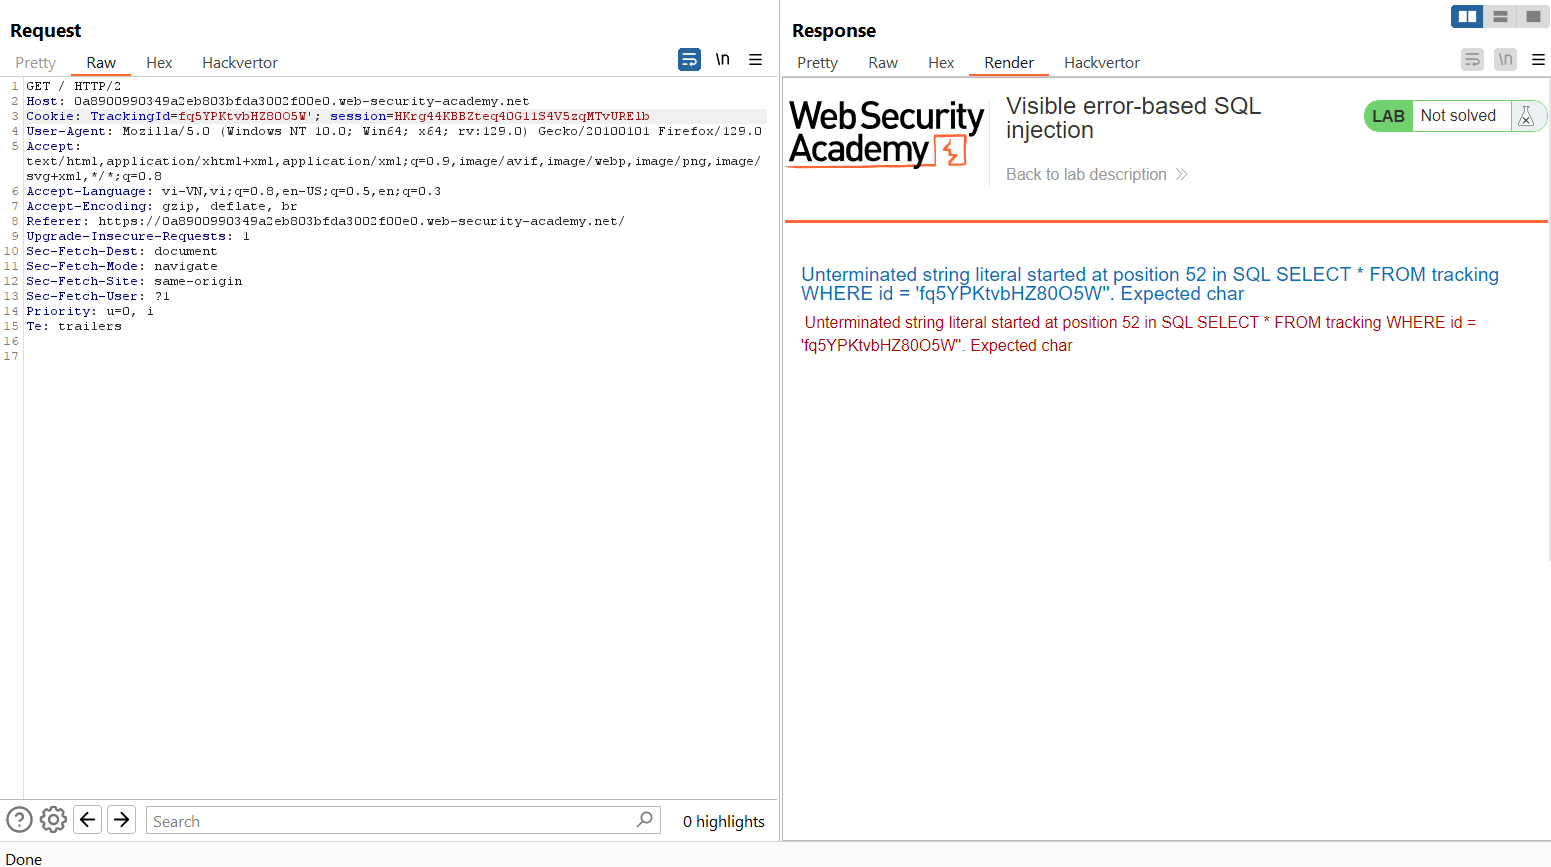 Request
Pretty Raw Hex Hackvertor
\n
1 GET / HTTP/2
2 Host: 0a8900990349a2eb803bfda3002f00e0.web-security-academy.net
3 Cookie: TrackingId=fq5YPKtvbHZ80O5W'; session=HKrg44KBBZteq40G11S4V5zqMTvURElb
4 User-Agent: Mozilla/5.0 (Windows NT 10.0; Win64; x64; rv:129.0) Gecko/20100101 Firefox/129.0
5 Accept:
text/html,application/xhtml+xml,application/xml;q=0.9,image/avif,image/webp,image/png,image/
svg+xml,*/*;q=0.8
6 Accept-Language: vi-VN,vi;q=0.8,en-US;q=0.5,en;q=0.3
7 Accept-Encoding: gzip, deflate, br
8 Referer: https://0a8900990349a2eb803bfda3002f00e0.web-security-academy.net/
9 Upgrade-Insecure-Requests: 1
10 Sec-Fetch-Dest: document
11 Sec-Fetch-Mode: navigate
12 Sec-Fetch-Site: same-origin
13 Sec-Fetch-User: ?1
14 Priority: u=0, i
15 Te: trailers
16
17
Search
0 highlights
Done
Response
Pretty Raw Hex Render Hackvertor
\n
Web Security
Academy
Visible error-based SQL
injection
Back to lab description
LAB Not solved
Unterminated string literal started at position 52 in SQL SELECT * FROM tracking
WHERE id = 'fq5YPKtvbHZ80O5W''. Expected char
Unterminated string literal started at position 52 in SQL SELECT * FROM tracking WHERE id =
'fq5YPKtvbHZ80O5W''. Expected char